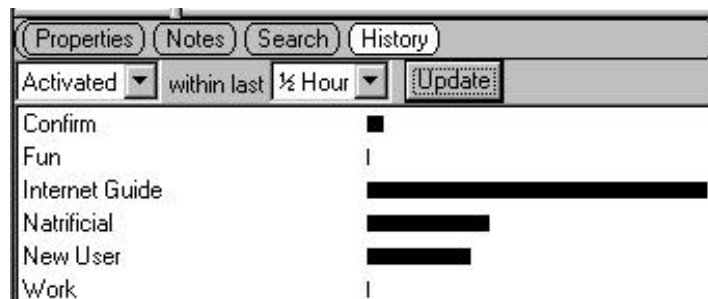 Properties Notes Search History
Activated within last ½ Hour Update
Confirm
Fun
Internet Guide
Natrificial
New User
Work